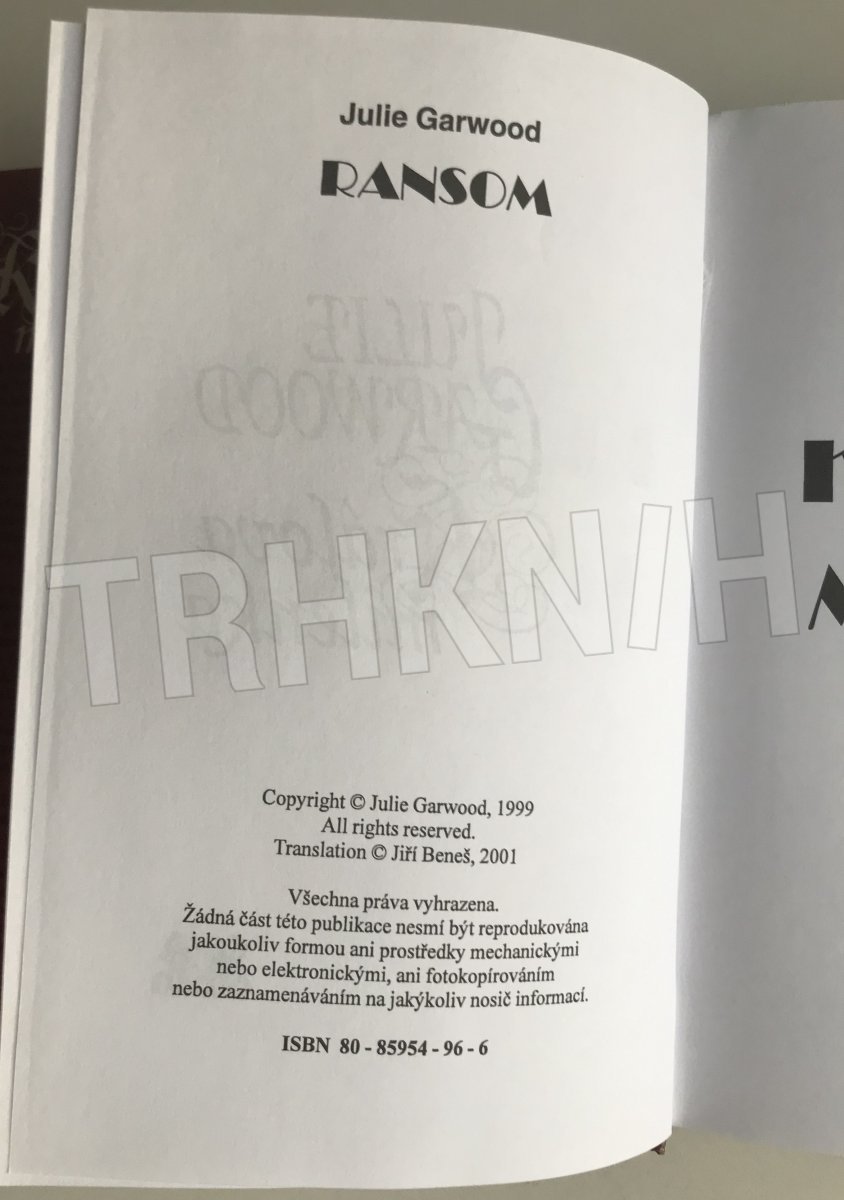 Julie Garwood
RANSOM
JULIE
GARWOOD
TRHKNIH
Copyright © Julie Garwood, 1999
All rights reserved.
Translation © Jiří Beneš, 2001
Všechna práva vyhrazena.
Žádná část této publikace nesmí být reprodukována
jakoukoliv formou ani prostředky mechanickými
nebo elektronickými, ani fotokopírováním
nebo zaznamenáváním na jakýkoliv nosič informací.
ISBN 80 - 85954 - 96 - 6